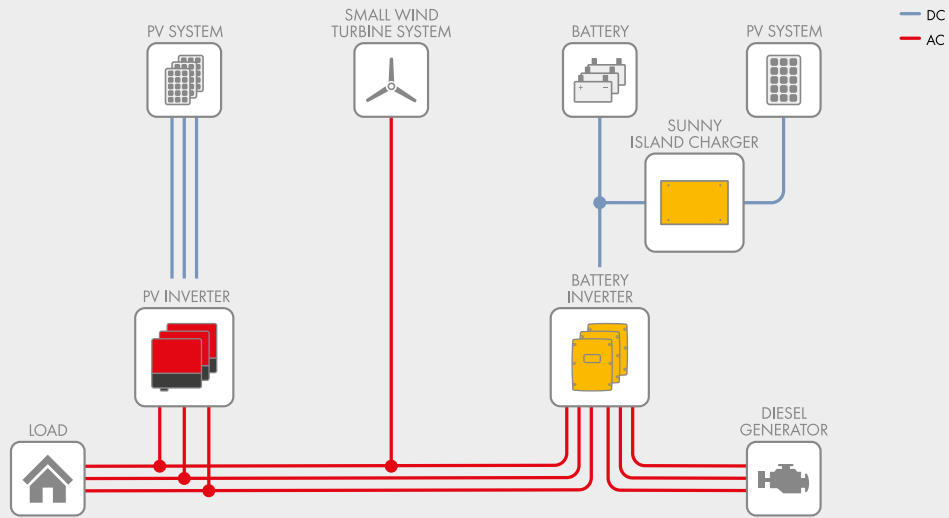 PV SYSTEM
SMALL WIND
TURBINE SYSTEM
BATTERY
PV SYSTEM
DC
AC
SUNNY
ISLAND CHARGER
PV INVERTER
BATTERY
INVERTER
LOAD
DIESEL
GENERATOR